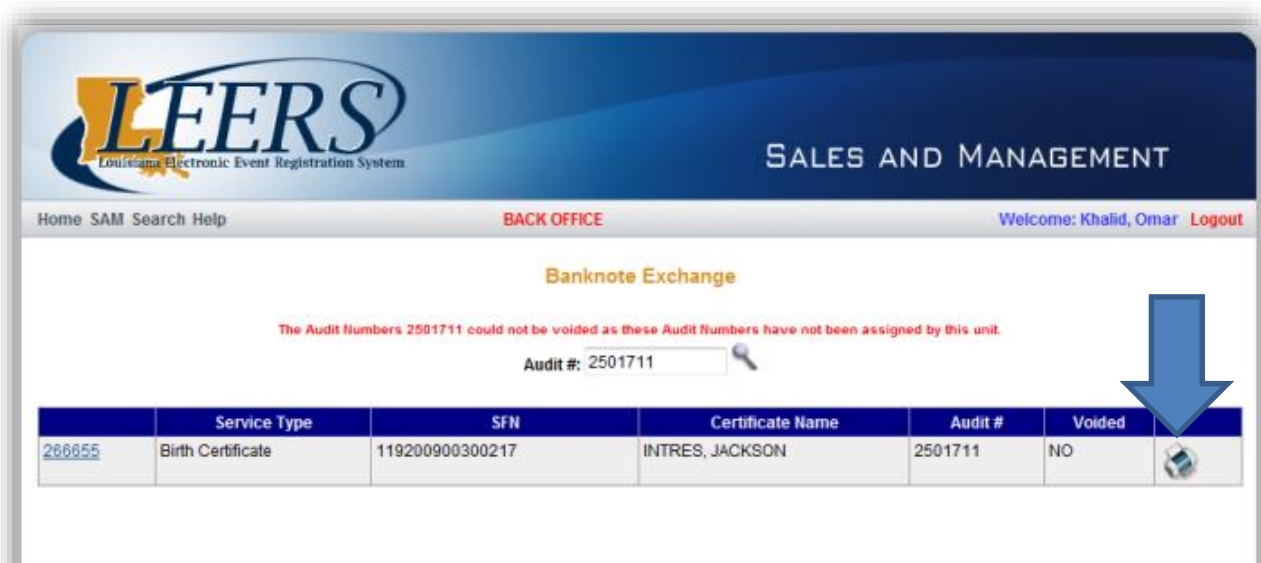 LEERS
Louisiana Electronic Event Registration System
SALES AND MANAGEMENT
Home SAM Search Help BACK OFFICE Welcome: Khalid, Omar Logout
Banknote Exchange
The Audit Numbers 2501711 could not be voided as these Audit Numbers have not been assigned by this unit.
Audit #: 2501711
Service Type SFN Certificate Name Audit # Voided
266655 Birth Certificate 119200900300217 INTRES, JACKSON 2501711 NO